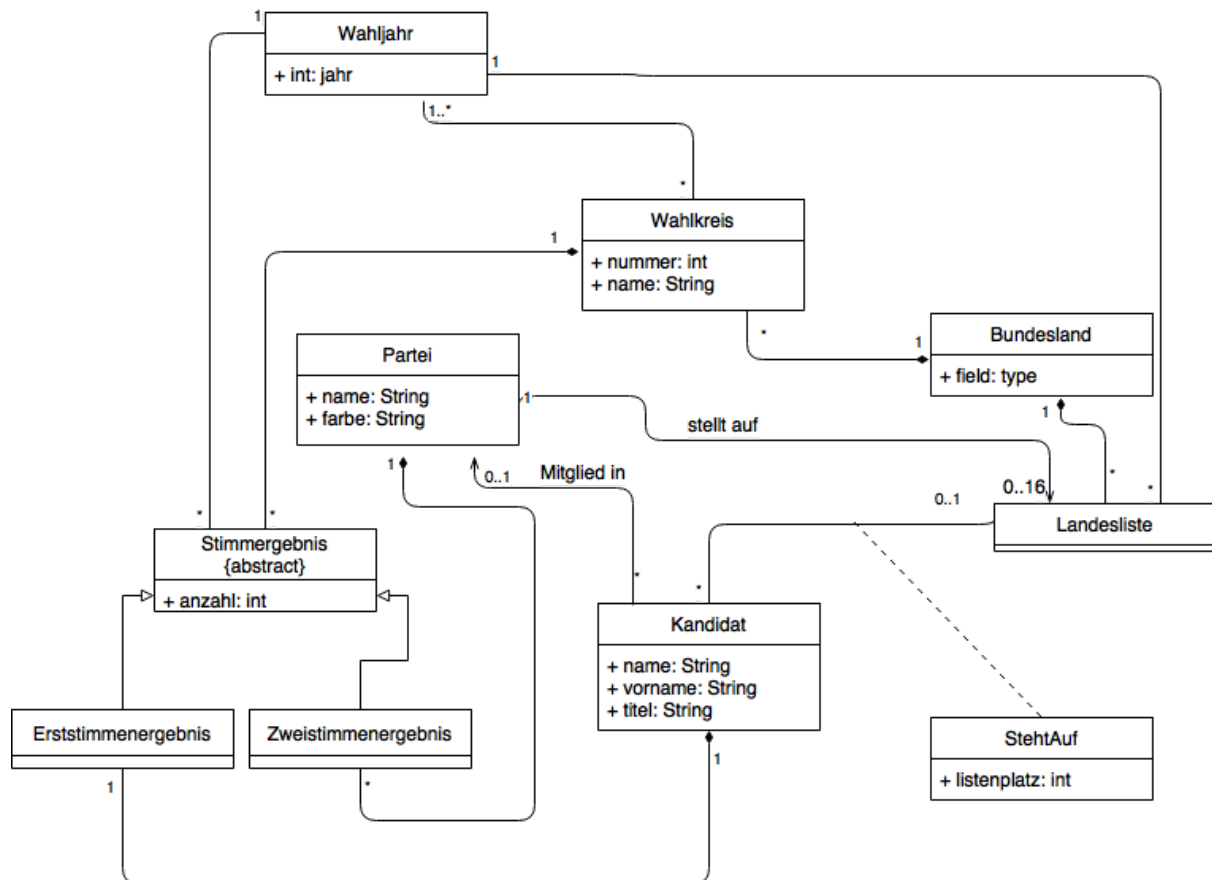 1
Wahljahr
+ int: jahr
1
1..*
*
Wahlkreis
+ nummer: int
+ name: String
1
*
1
Bundesland
+ field: type
1
Partei
+ name: String
+ farbe: String
1
stellt auf
1
0..1
Mitglied in
0..1
0..16
*
*
Landesliste
*
*
Stimmergebnis
{abstract}
+ anzahl: int
*
*
Kandidat
+ name: String
+ vorname: String
+ titel: String
1
Erststimmenergebnis
1
Zweistimmenergebnis
*
StehtAuf
+ listenplatz: int